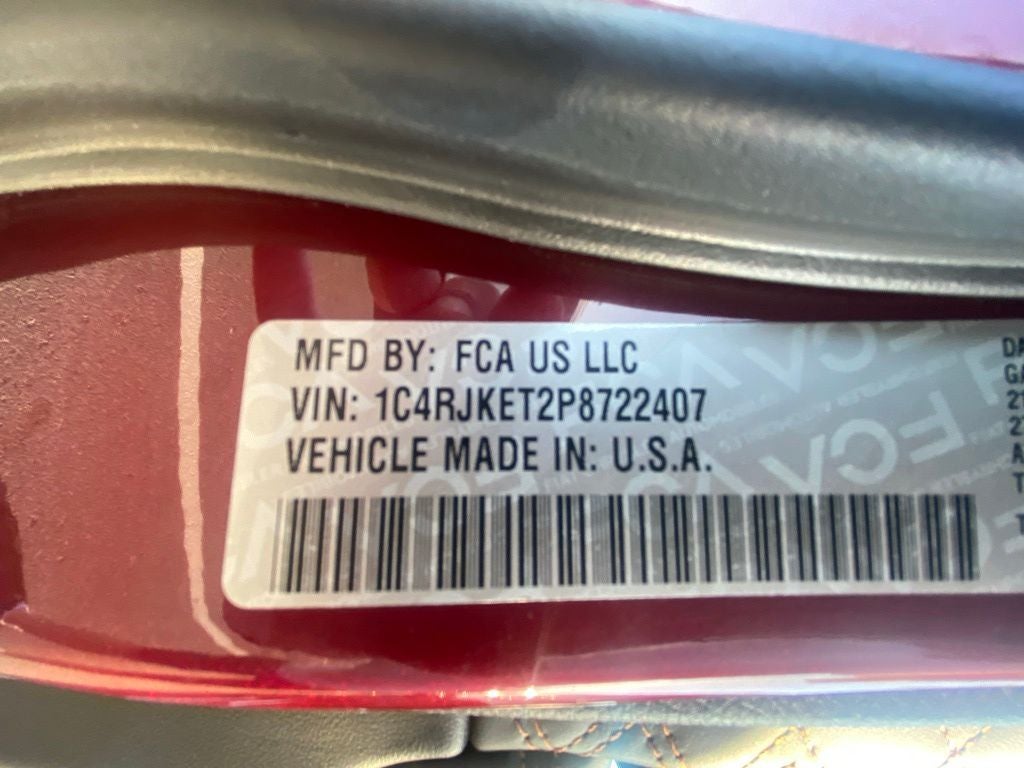 MFD BY: FCA US LLC
VIN: 1C4RJKET2P8722407
VEHICLE MADE IN: U.S.A.